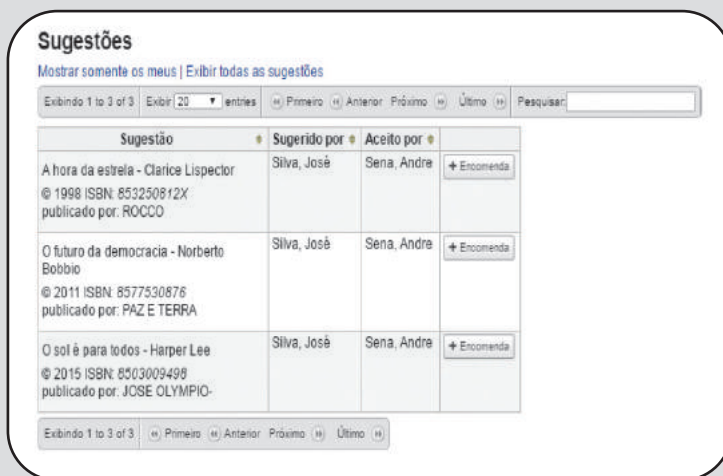 Sugestões
Mostrar somente os meus | Exibir todas as sugestões
Exibindo 1 to 3 of 3 Exibir 20 entries Primeiro Anterior Próximo Último Pesquisar:
Sugestão Sugerido por Aceito por
A hora da estrela - Clarice Lispector Silva, José Sena, Andre + Encomenda
© 1998 ISBN: 853250812X
publicado por: ROCCO
O futuro da democracia - Norberto Silva, José Sena, Andre + Encomenda
Bobbio
© 2011 ISBN: 8577530876
publicado por: PAZ E TERRA
O sol é para todos - Harper Lee Silva, José Sena, Andre + Encomenda
© 2015 ISBN: 8503009498
publicado por: JOSE OLYMPIO-
Exibindo 1 to 3 of 3 Primeiro Anterior Próximo Último